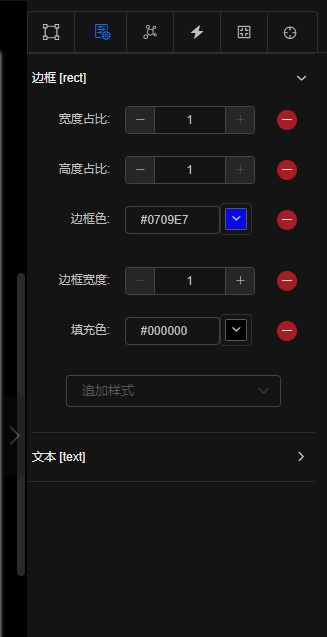 边框 [rect]
宽度占比: − 1 +
高度占比: − 1 +
边框色: #0709E7
边框宽度: − 1 +
填充色: #000000
追加样式
文本 [text]